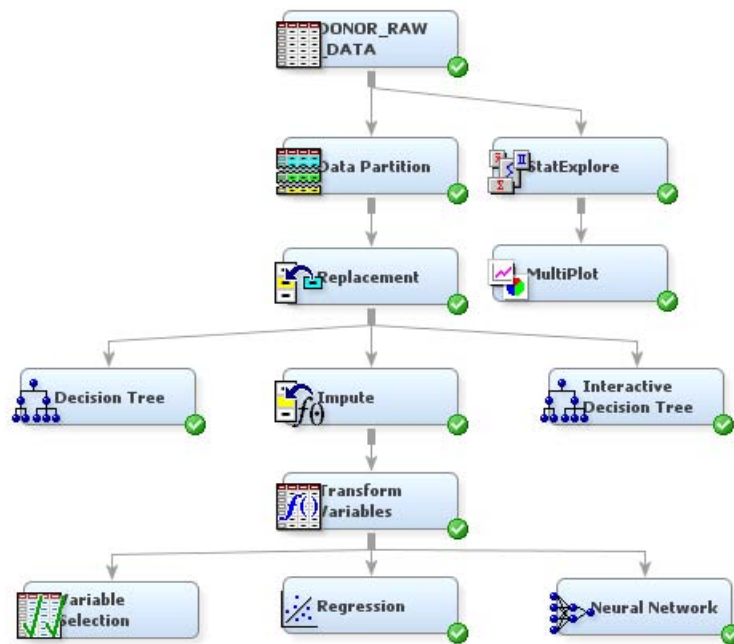 DONOR_RAW
_DATA
Data Partition
StatExplore
Replacement
MultiPlot
Decision Tree
Impute
Interactive
Decision Tree
Transform
Variables
Variable
Selection
Regression
Neural Network